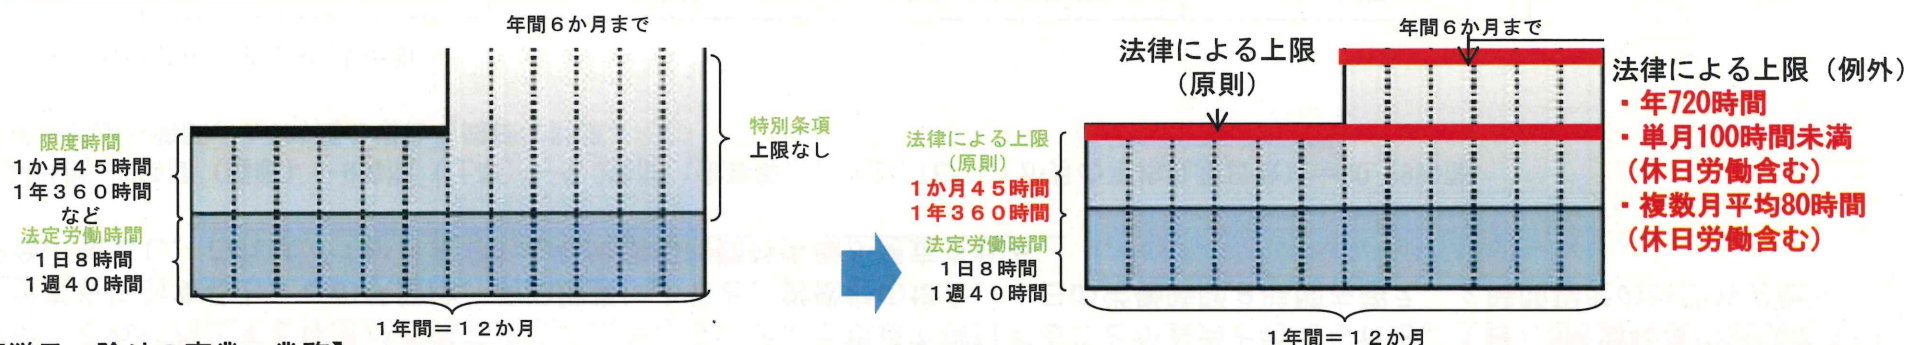 年間６か月まで
限度時間
１か月４５時間
１年３６０時間
など
法定労働時間
１日８時間
１週４０時間
特別条項
上限なし
１年間＝１２か月
年間６か月まで
法律による上限
（原則）
法律による上限
（原則）
１か月４５時間
１年３６０時間
法定労働時間
１日８時間
１週４０時間
法律による上限（例外）
・年720時間
・単月100時間未満
（休日労働含む）
・複数月平均80時間
（休日労働含む）
１年間＝１２か月